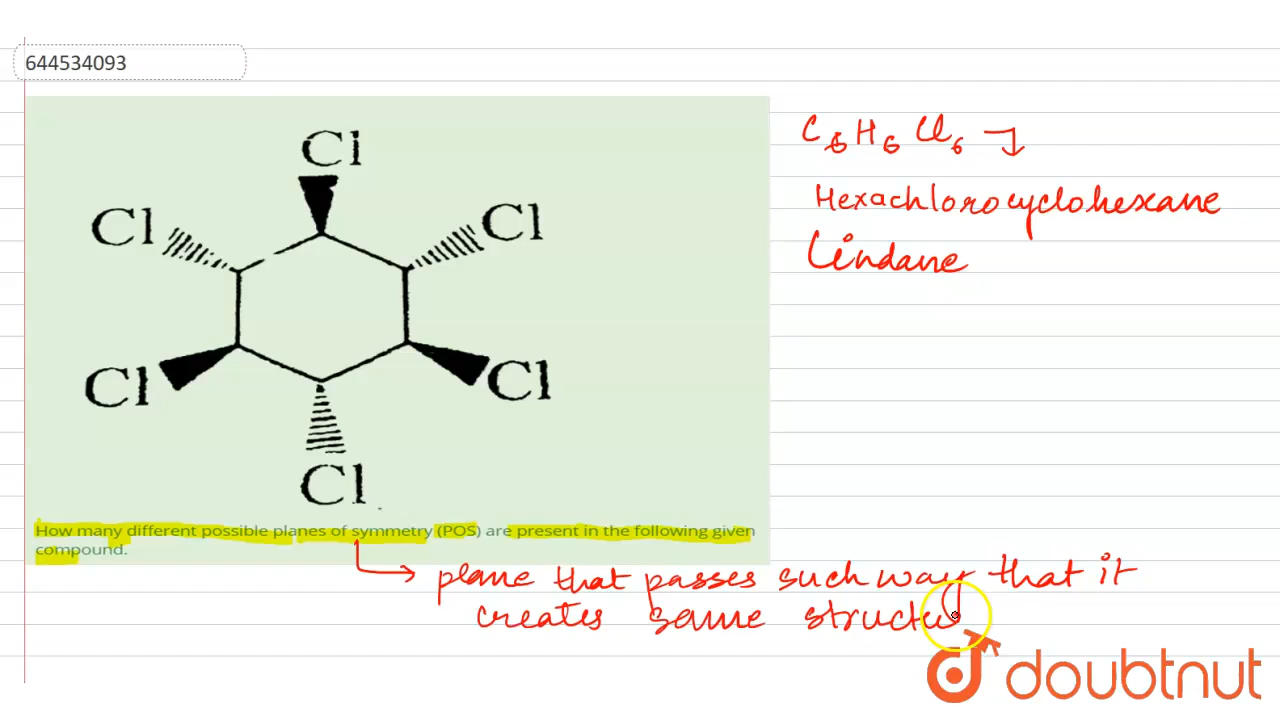 644534093
Cl
Cl
Cl
Cl
Cl
Cl
How many different possible planes of symmetry (POS) are present in the following given
compound.
C6H6Cl6 →
Hexachlorocyclohexane
Lindane
plane that passes such way that it
creates same structu
doubtnut